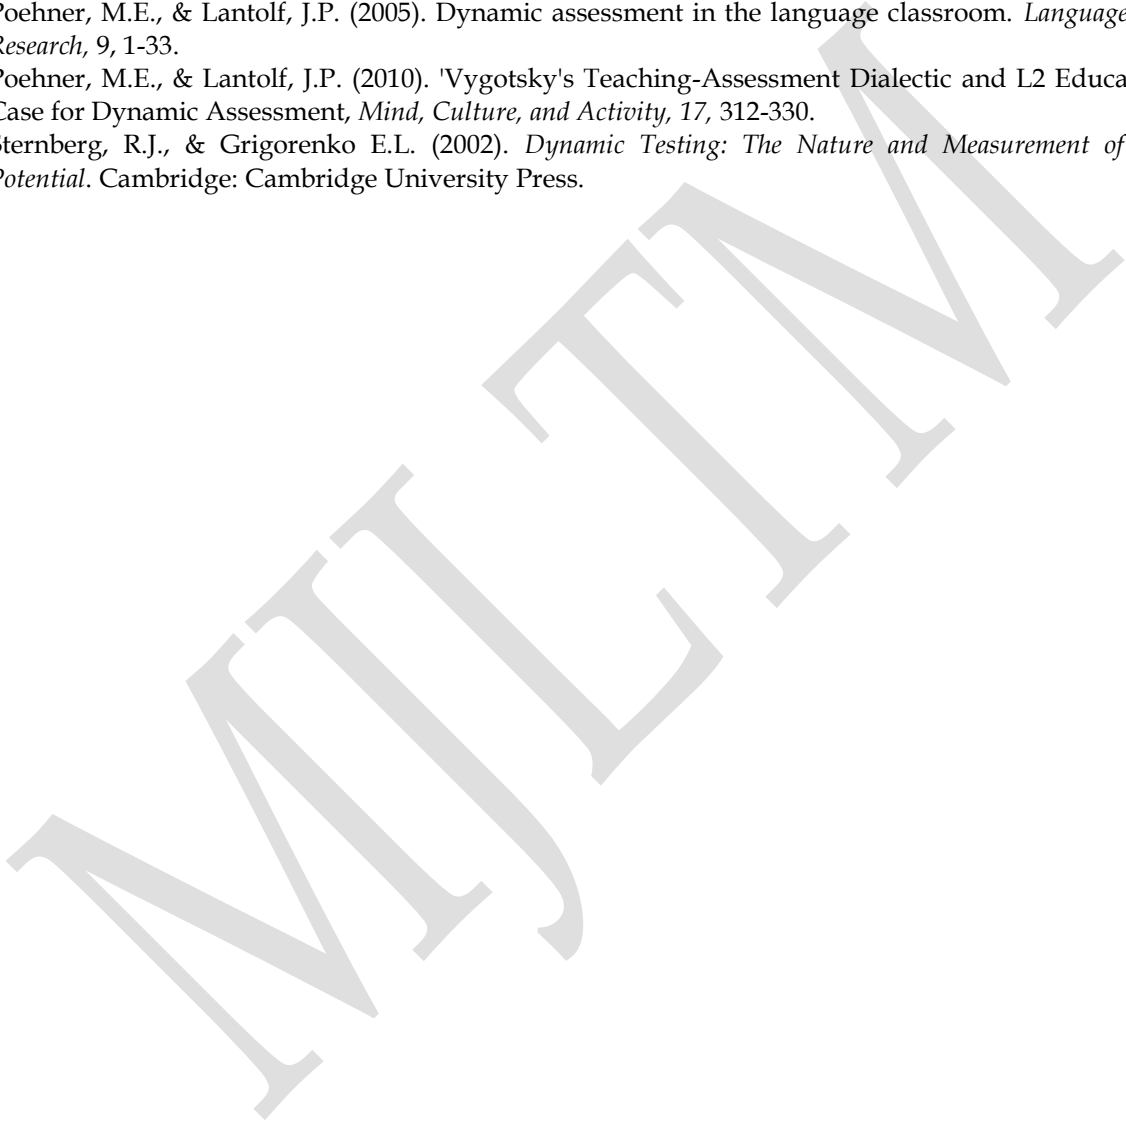 Poehner, M.E., & Lantolf, J.P. (2005). Dynamic assessment in the language classroom. Language
Research, 9, 1-33.
Poehner, M.E., & Lantolf, J.P. (2010). 'Vygotsky's Teaching-Assessment Dialectic and L2 Educa
Case for Dynamic Assessment, Mind, Culture, and Activity, 17, 312-330.
Sternberg, R.J., & Grigorenko E.L. (2002). Dynamic Testing: The Nature and Measurement of
Potential. Cambridge: Cambridge University Press.
MJLTM